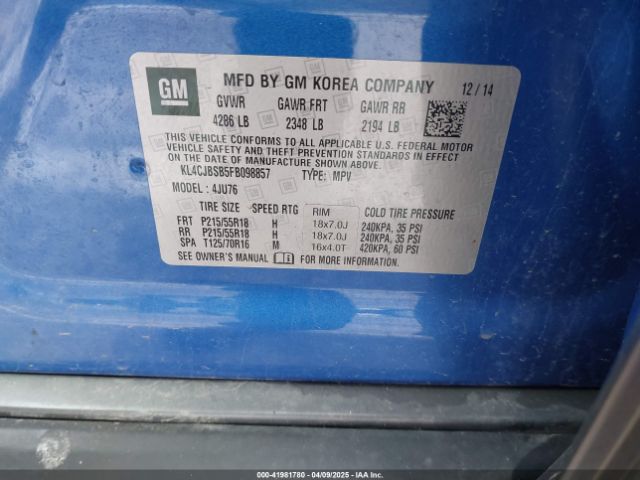 GM
MFD BY GM KOREA COMPANY 12/14
GVWR GAWR FRT GAWR RR
4286 LB 2348 LB 2194 LB
THIS VEHICLE CONFORMS TO ALL APPLICABLE U.S. FEDERAL MOTOR
VEHICLE SAFETY AND THEFT PREVENTION STANDARDS IN EFFECT
ON THE DATE OF MANUFACTURE SHOWN ABOVE.
KL4CJBSB5FB098857 TYPE: MPV
MODEL: 4JU76
TIRE SIZE SPEED RTG RIM COLD TIRE PRESSURE
FRT P215/55R18 H 18x7.0J 240KPA, 35 PSI
RR P215/55R18 H 18x7.0J 240KPA, 35 PSI
SPA T125/70R16 M 16x4.0T 420KPA, 60 PSI
SEE OWNER'S MANUAL FOR MORE INFORMATION.
000-41981780 - 04/09/2025 - IAAI.COM